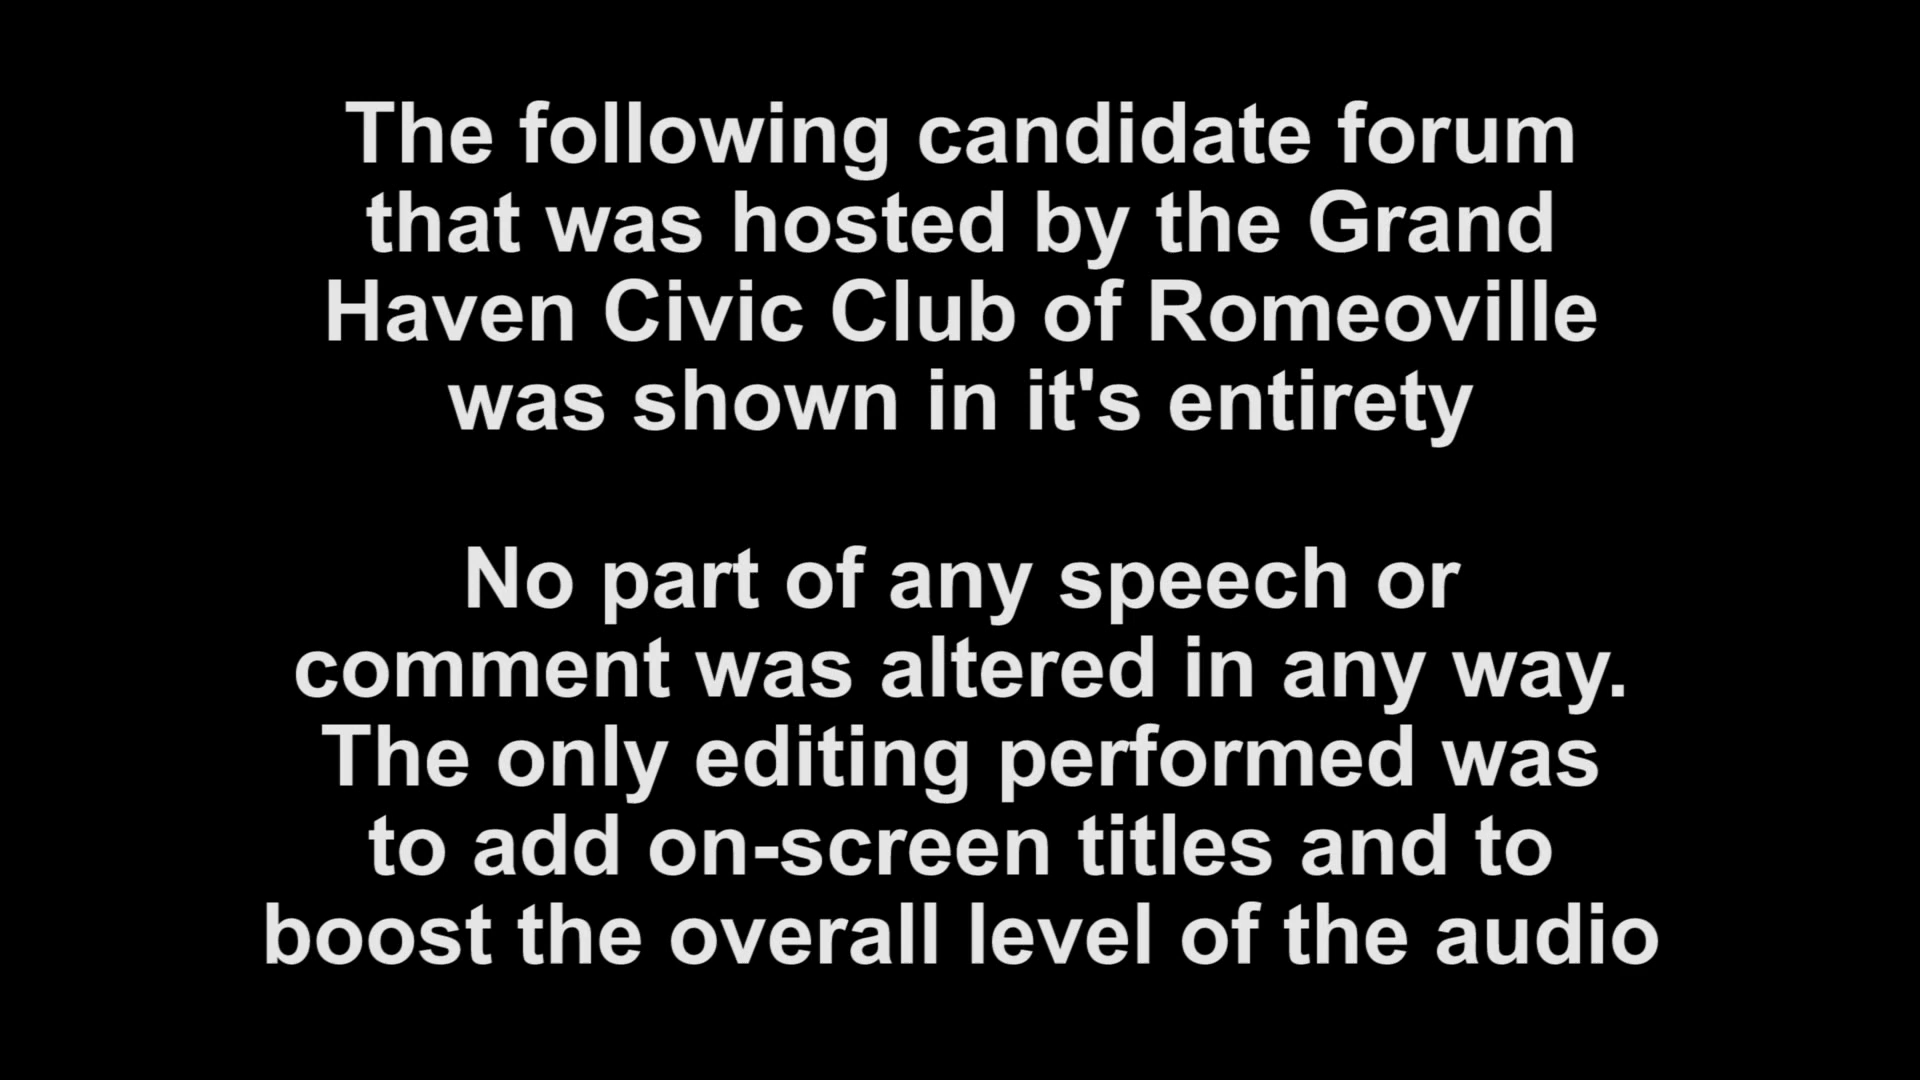 The following candidate forum
that was hosted by the Grand
Haven Civic Club of Romeoville
was shown in it's entirety
No part of any speech or
comment was altered in any way.
The only editing performed was
to add on-screen titles and to
boost the overall level of the audio